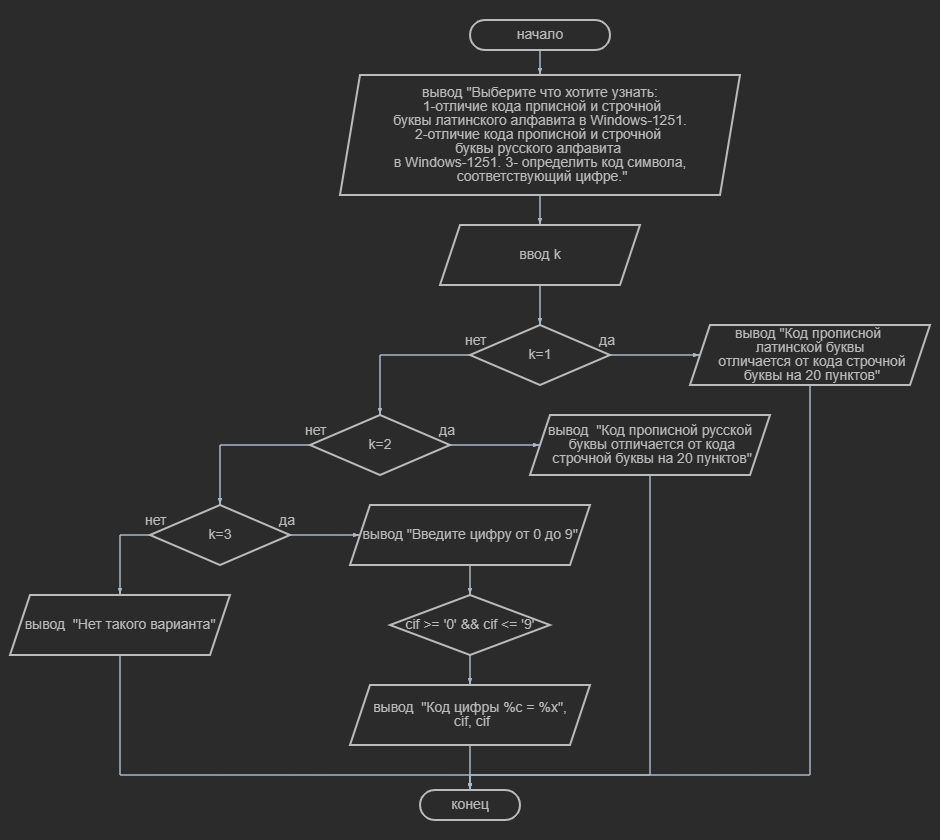 начало
вывод "Выберите что хотите узнать:
1-отличие кода прписной и строчной
буквы латинского алфавита в Windows-1251.
2-отличие кода прописной и строчной
буквы русского алфавита
в Windows-1251. 3- определить код символа,
соответствующий цифре."
ввод k
нет
k=1
да
вывод "Код прописной
латинской буквы
отличается от кода строчной
буквы на 20 пунктов"
нет
k=2
да
вывод "Код прописной русской
буквы отличается от кода
строчной буквы на 20 пунктов"
нет
k=3
да
вывод "Введите цифру от 0 до 9"
вывод "Нет такого варианта"
cif >= '0' && cif <= '9'
вывод "Код цифры %c = %x",
cif, cif
конец